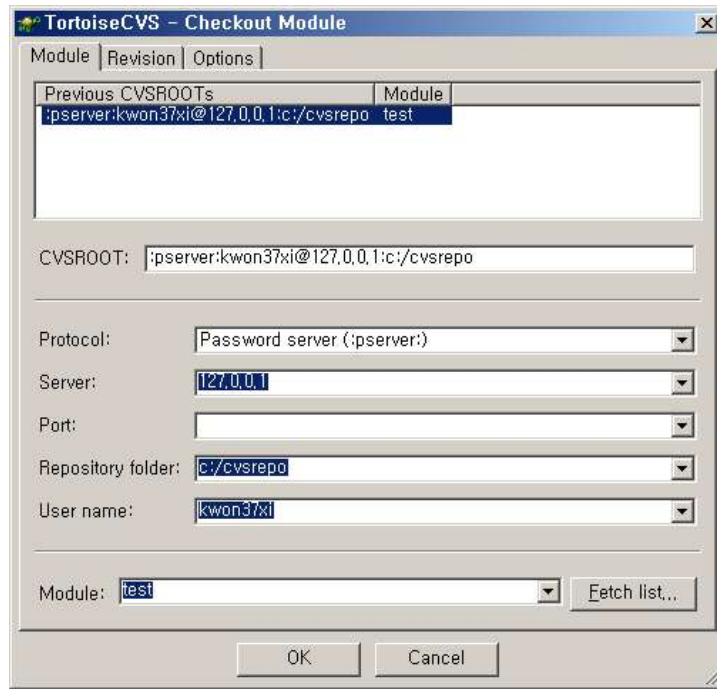 TortoiseCVS - Checkout Module
Module Revision Options
Previous CVSROOTs Module
:pserver:kwon37xi@127.0.0.1:c:/cvsrepo test
CVSROOT: :pserver:kwon37xi@127.0.0.1:c:/cvsrepo
Protocol: Password server (:pserver:)
Server: 127.0.0.1
Port:
Repository folder: c:/cvsrepo
User name: kwon37xi
Module: test Fetch list...
OK Cancel